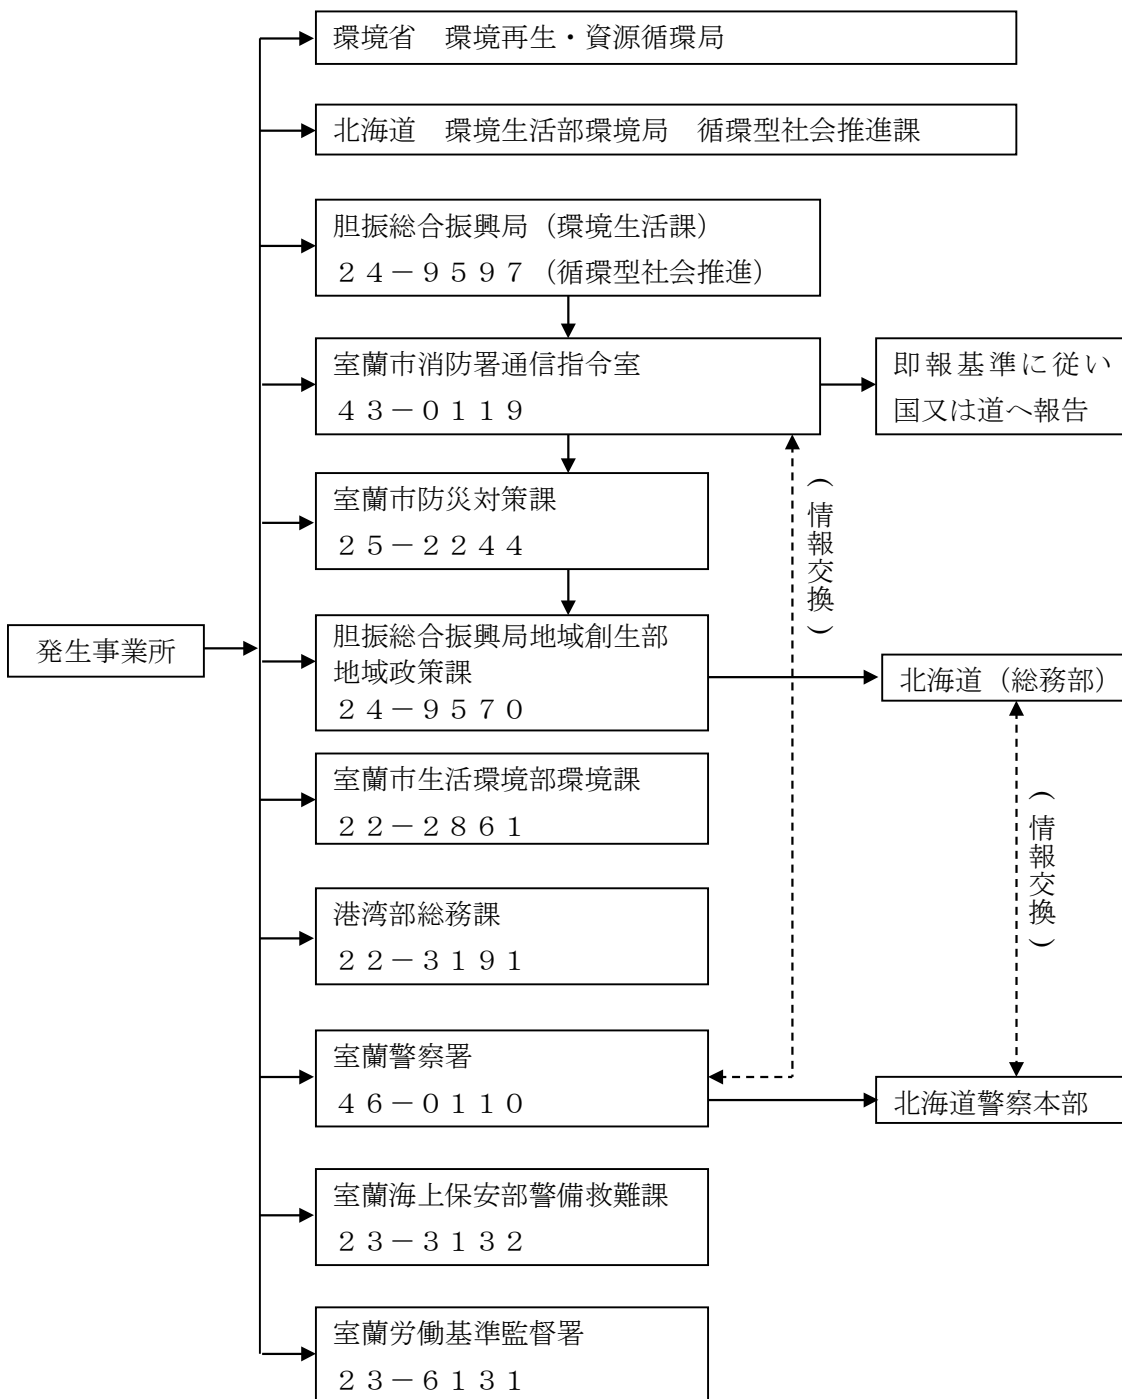 環境省　環境再生・資源循環局
北海道　環境生活部環境局　循環型社会推進課
胆振総合振興局（環境生活課）
２４－９５９７（循環型社会推進）
室蘭市消防署通信指令室
４３－０１１９
即報基準に従い
国又は道へ報告
室蘭市防災対策課
２５－２２４４
（情報交換）
発生事業所
胆振総合振興局地域創生部
地域政策課
２４－９５７０
北海道（総務部）
室蘭市生活環境部環境課
２２－２８６１
（情報交換）
港湾部総務課
２２－３１９１
室蘭警察署
４６－０１１０
北海道警察本部
室蘭海上保安部警備救難課
２３－３１３２
室蘭労働基準監督署
２３－６１３１